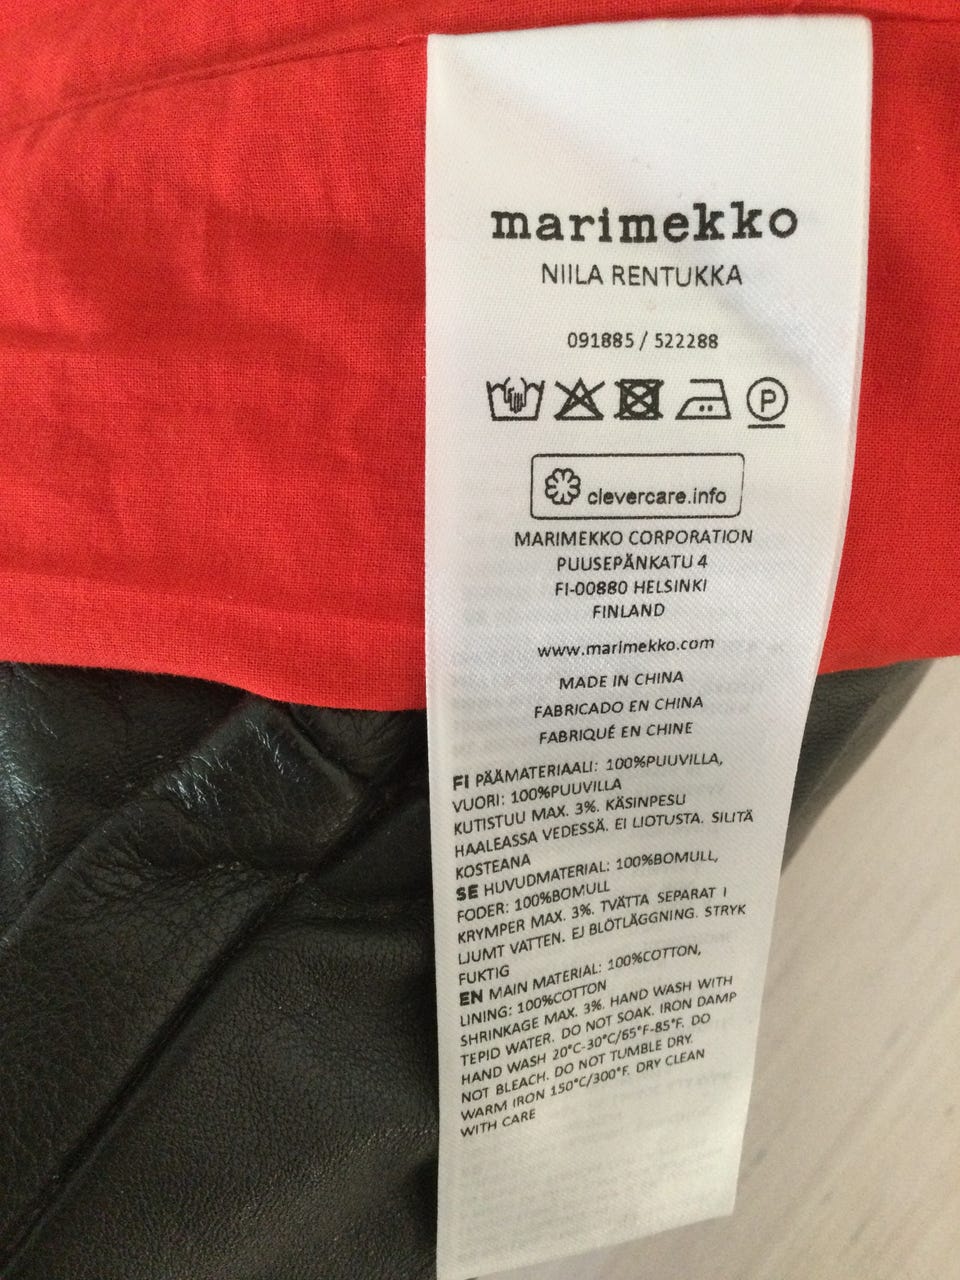 marimekko
NIILA RENTUKKA
091885 / 522288
P
clevercare.info
MARIMEKKO CORPORATION
PUUSEPÄNKATU 4
FI-00880 HELSINKI
FINLAND
www.marimekko.com
MADE IN CHINA
FABRICADO EN CHINA
FABRIQUÉ EN CHINE
FI PÄÄMATERIAALI: 100%PUUVILLA,
VUORI: 100%PUUVILLA
KUTISTUU MAX. 3%. KÄSINPESU
HAALEASSA VEDESSÄ. EI LIOTUSTA. SILITÄ
KOSTEANA
SE HUVUDMATERIAL: 100%BOMULL,
FODER: 100%BOMULL
KRYMPER MAX. 3%. TVÄTTA SEPARAT I
LJUMT VATTEN. EJ BLÖTLÄGGNING. STRYK
FUKTIG
EN MAIN MATERIAL: 100%COTTON,
LINING: 100%COTTON
SHRINKAGE MAX. 3%. HAND WASH WITH
TEPID WATER. DO NOT SOAK. IRON DAMP
HAND WASH 20°C-30°C/65°F-85°F. DO
NOT BLEACH. DO NOT TUMBLE DRY.
WARM IRON 150°C/300°F. DRY CLEAN
WITH CARE